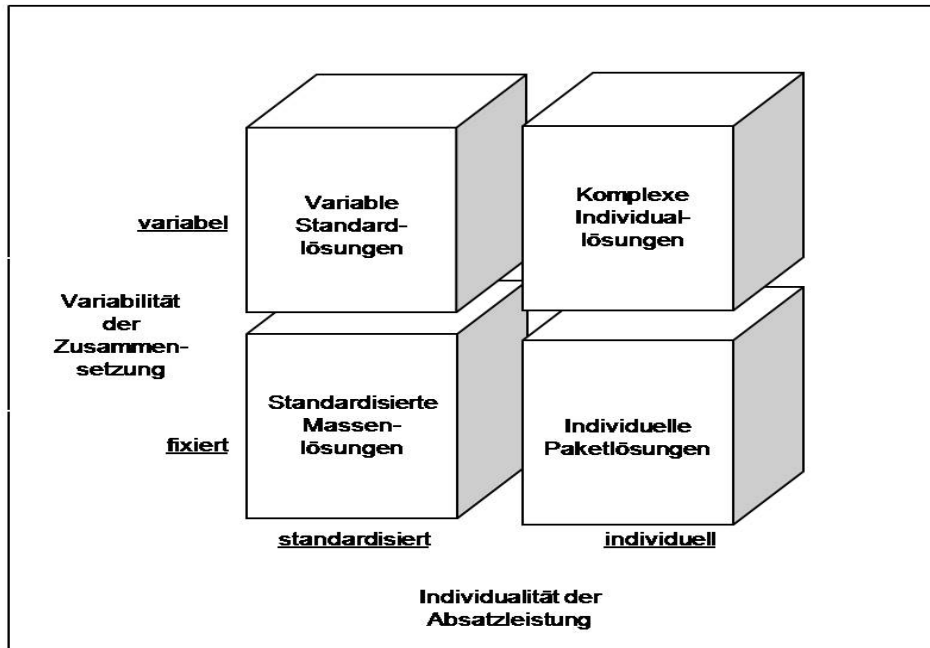 Variable
Standard-
lösungen
Komplexe
Individual-
lösungen
variabel
Variabilität
der
Zusammen-
setzung
Standardisierte
Massen-
lösungen
Individuelle
Paketlösungen
fixiert
standardisiert
individuell
Individualität der
Absatzleistung